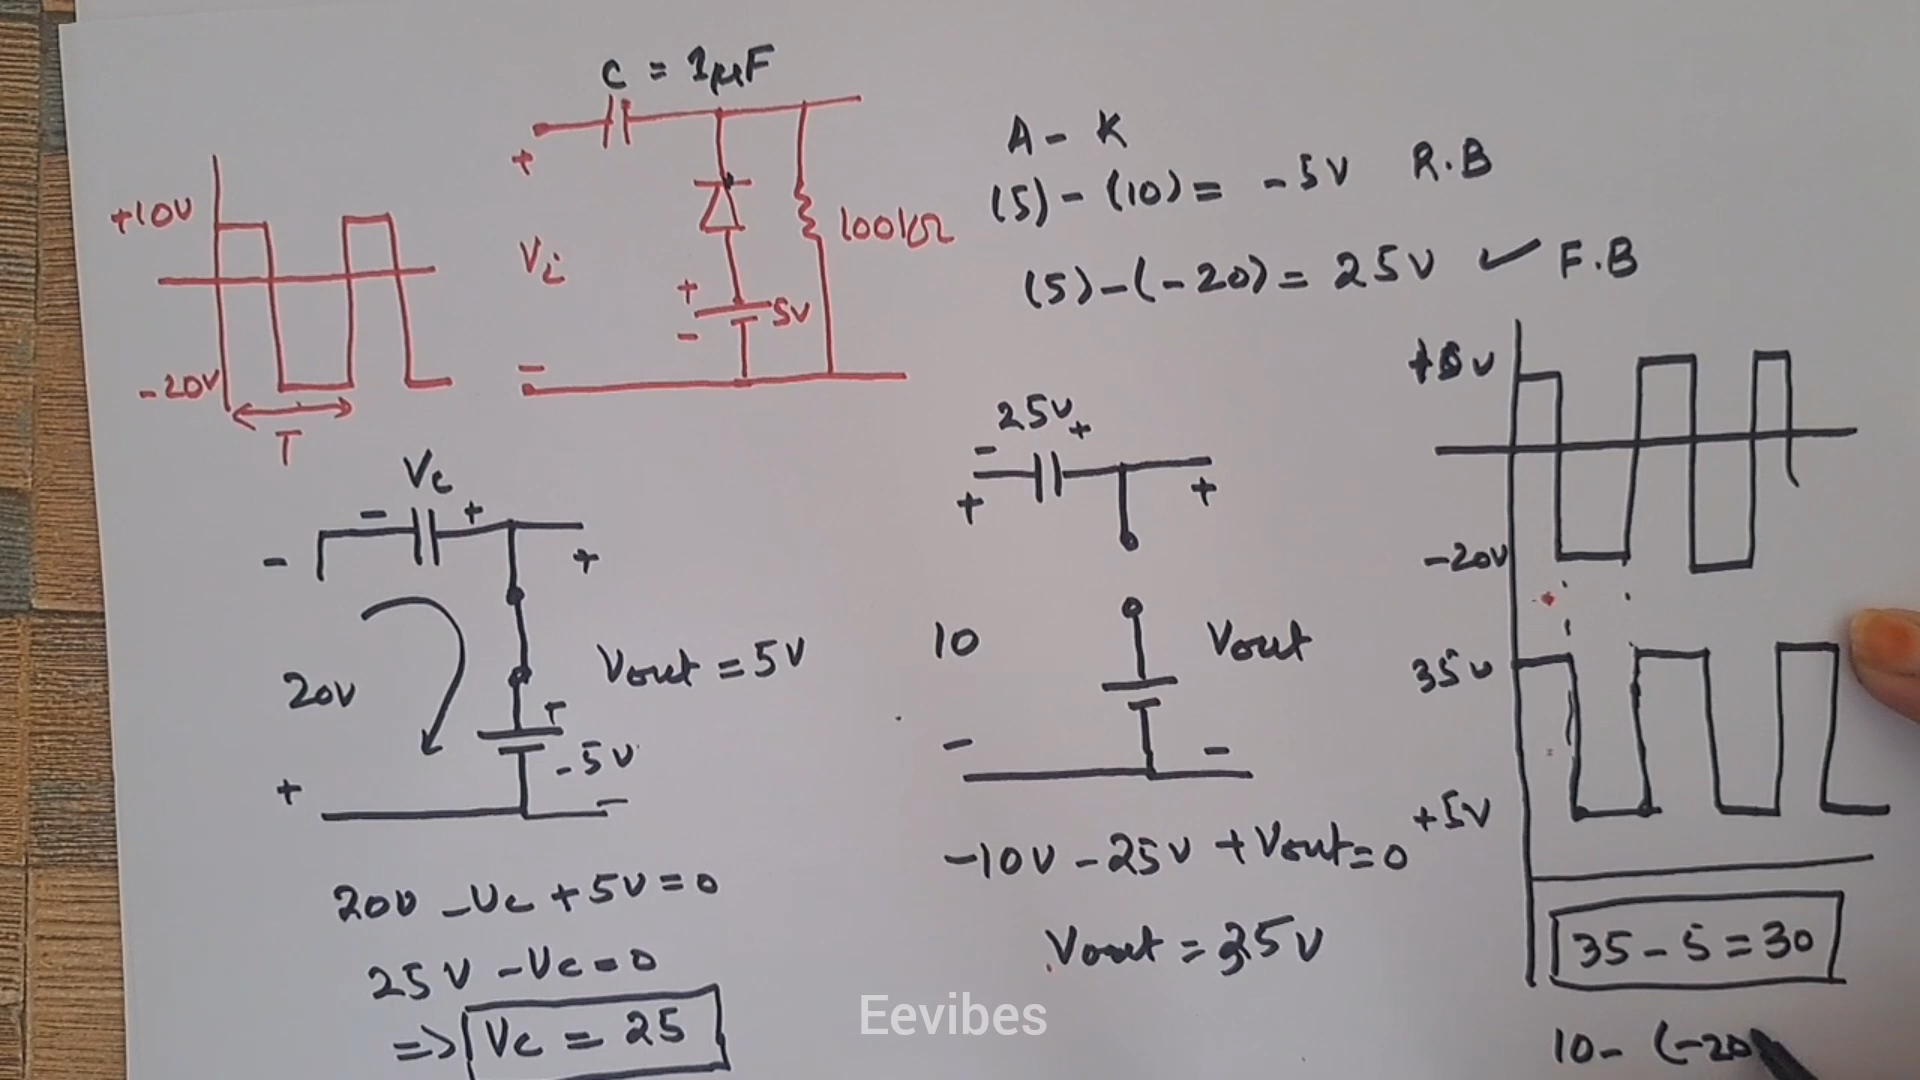 C = 1µF
+
+10V
-20V
T
Vi
+
-
5V
-
100kΩ
A - K
(5) - (10) = -5V R.B
(5)-(-20) = 25V ✓ F.B
Vc
- +
-
+
20V
+
-5V
+
-
Vout = 5V
20V - Vc + 5V = 0
25V - Vc = 0
=> Vc = 25
25V
- +
+
+
10
Vout
-
-
-10V - 25V + Vout = 0
Vout = 35V
-20V
35V
+5V
35 - 5 = 30
10 - (-20
Eevibes